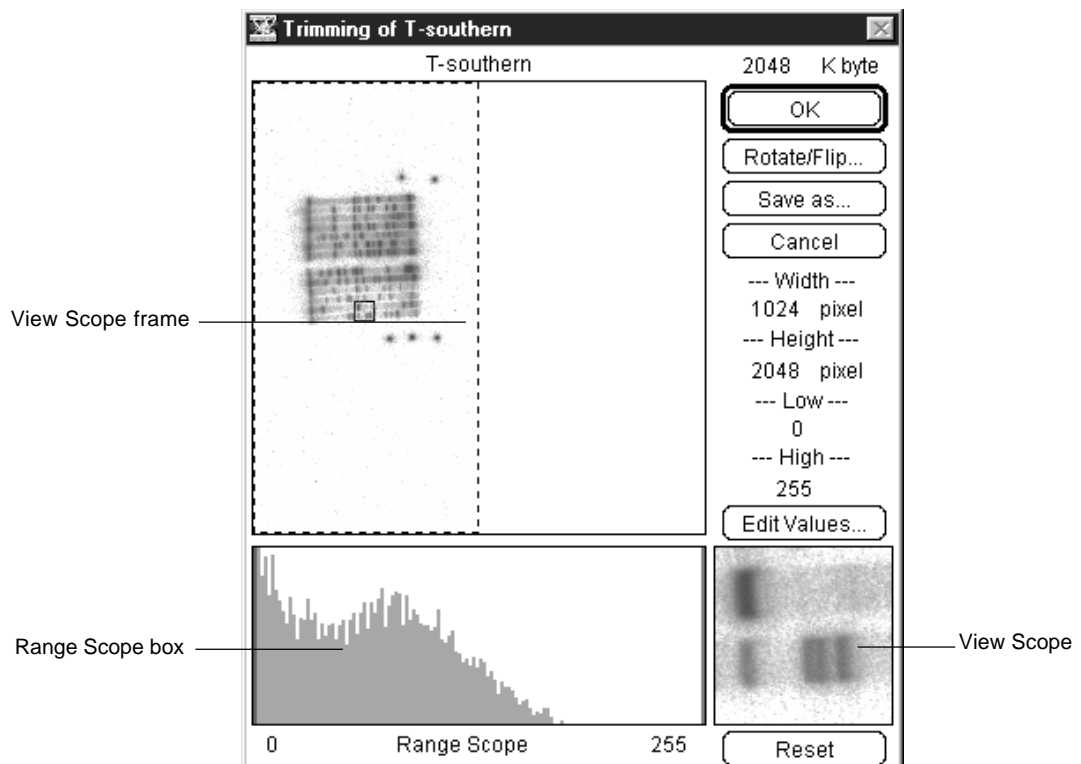 Trimming of T-southern
T-southern
2048 K byte
OK
Rotate/Flip...
Save as...
Cancel
--- Width ---
1024 pixel
--- Height ---
2048 pixel
--- Low ---
0
--- High ---
255
Edit Values...
View Scope frame
Range Scope box
View Scope
0 Range Scope 255
Reset